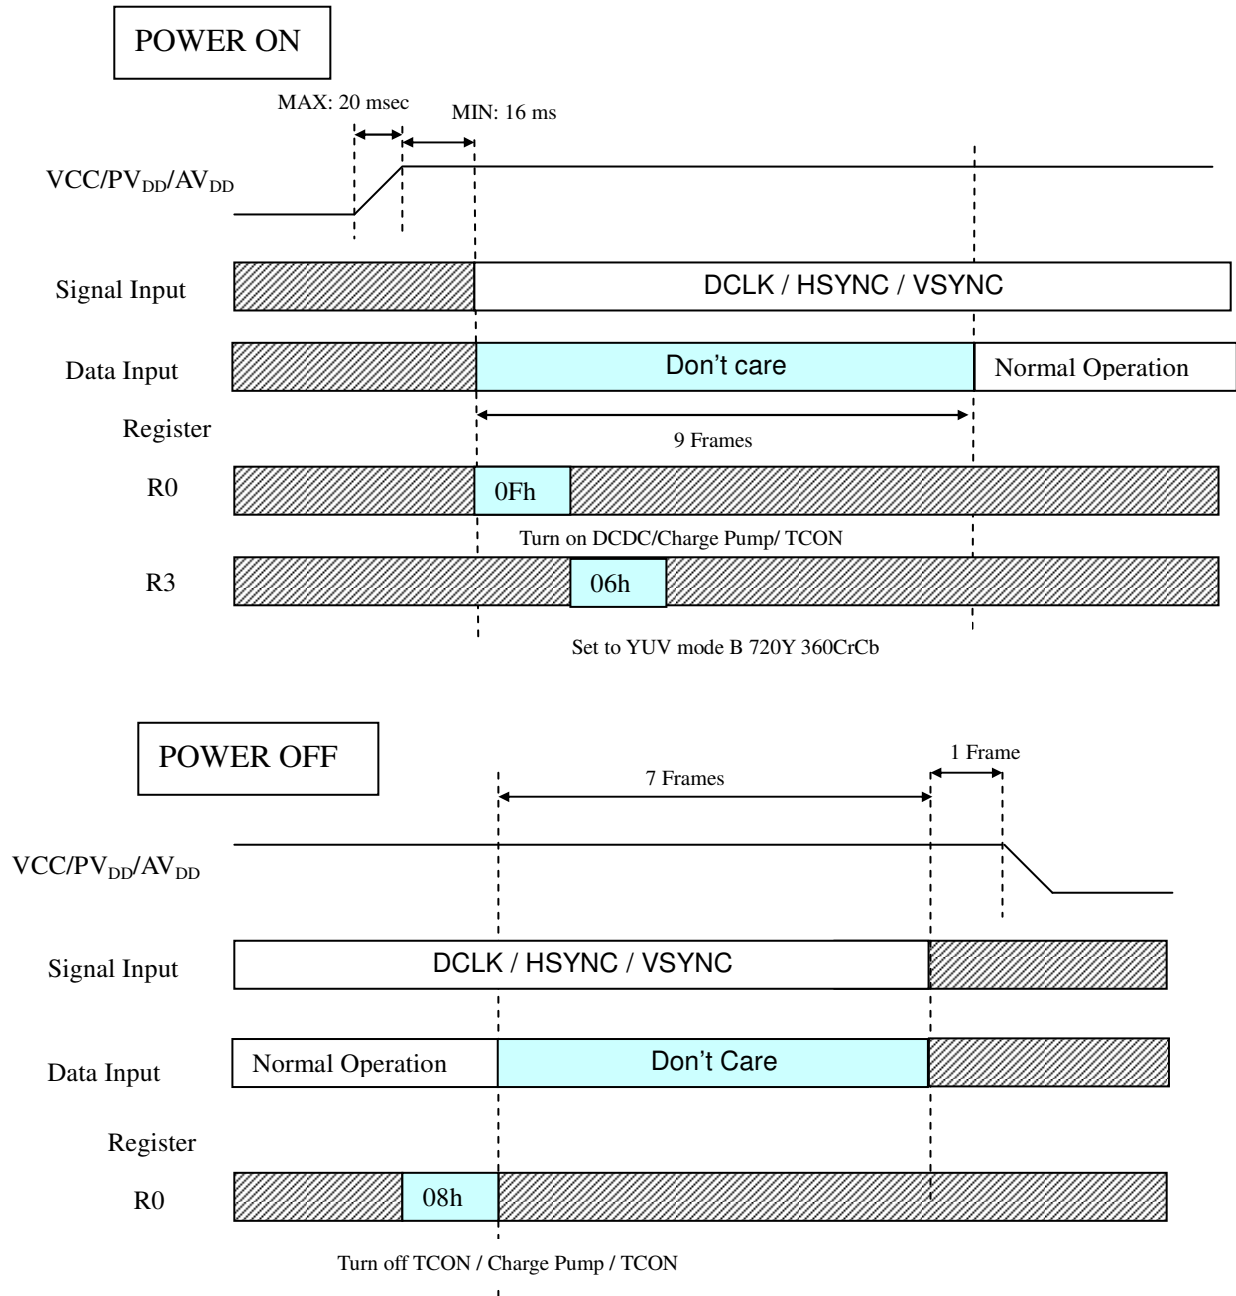 POWER ON
MAX: 20 msec
MIN: 16 ms
VCC/PVDD/AVDD
Signal Input
DCLK / HSYNC / VSYNC
Data Input
Don't care
Normal Operation
Register
9 Frames
R0
0Fh
Turn on DCDC/Charge Pump/ TCON
R3
06h
Set to YUV mode B 720Y 360CrCb
POWER OFF
1 Frame
7 Frames
VCC/PVDD/AVDD
Signal Input
DCLK / HSYNC / VSYNC
Data Input
Normal Operation
Don't Care
Register
R0
08h
Turn off TCON / Charge Pump / TCON